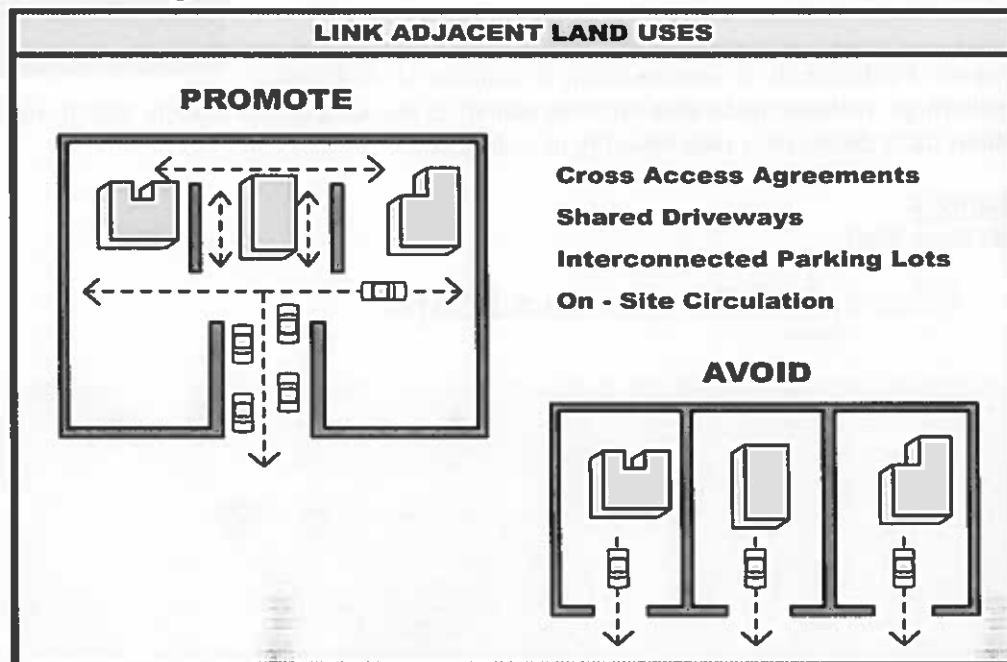 LINK ADJACENT LAND USES
PROMOTE
Cross Access Agreements
Shared Driveways
Interconnected Parking Lots
On - Site Circulation
AVOID